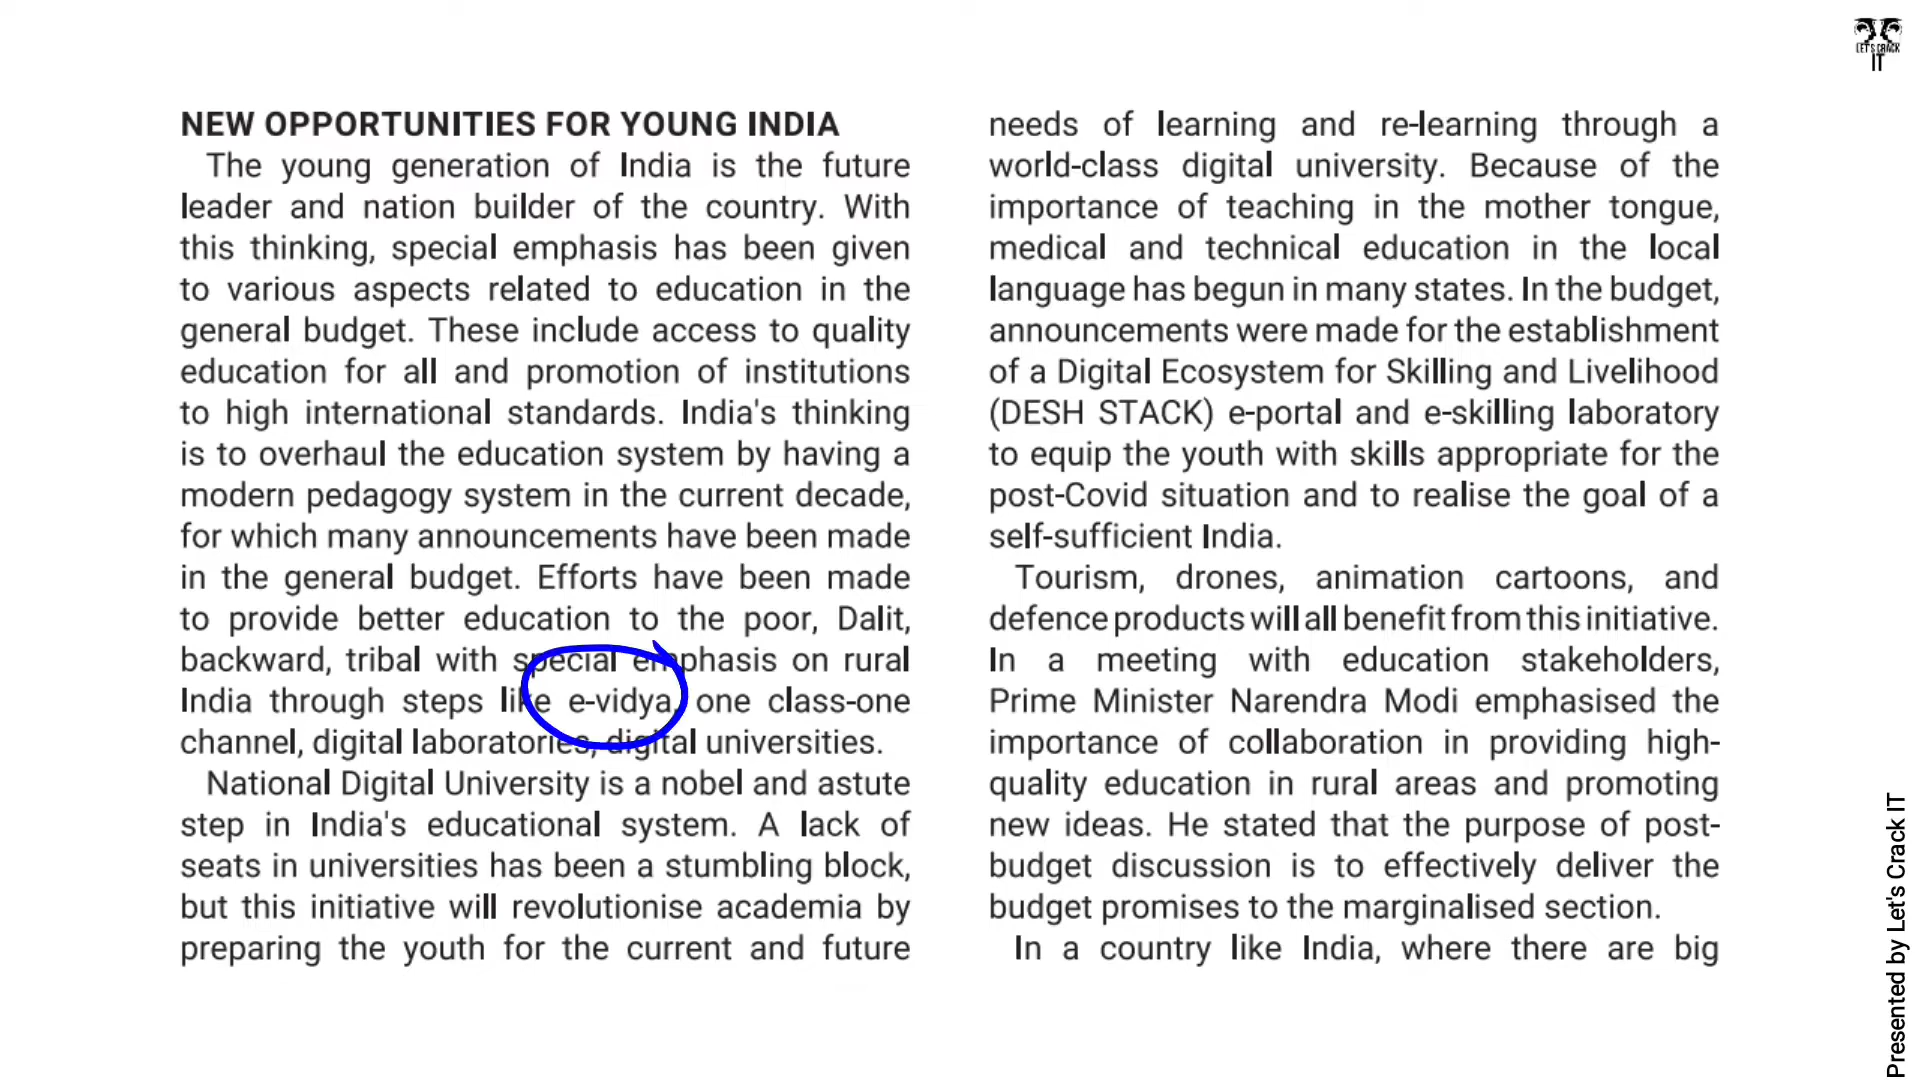 LET'S CRACK
IT
NEW OPPORTUNITIES FOR YOUNG INDIA
The young generation of India is the future
leader and nation builder of the country. With
this thinking, special emphasis has been given
to various aspects related to education in the
general budget. These include access to quality
education for all and promotion of institutions
to high international standards. India's thinking
is to overhaul the education system by having a
modern pedagogy system in the current decade,
for which many announcements have been made
in the general budget. Efforts have been made
to provide better education to the poor, Dalit,
backward, tribal with special emphasis on rural
India through steps like e-vidya, one class-one
channel, digital laboratories, digital universities.
National Digital University is a nobel and astute
step in India's educational system. A lack of
seats in universities has been a stumbling block,
but this initiative will revolutionise academia by
preparing the youth for the current and future
needs of learning and re-learning through a
world-class digital university. Because of the
importance of teaching in the mother tongue,
medical and technical education in the local
language has begun in many states. In the budget,
announcements were made for the establishment
of a Digital Ecosystem for Skilling and Livelihood
(DESH STACK) e-portal and e-skilling laboratory
to equip the youth with skills appropriate for the
post-Covid situation and to realise the goal of a
self-sufficient India.
Tourism, drones, animation cartoons, and
defence products will all benefit from this initiative.
In a meeting with education stakeholders,
Prime Minister Narendra Modi emphasised the
importance of collaboration in providing high-
quality education in rural areas and promoting
new ideas. He stated that the purpose of post-
budget discussion is to effectively deliver the
budget promises to the marginalised section.
In a country like India, where there are big
Presented by Let's Crack IT